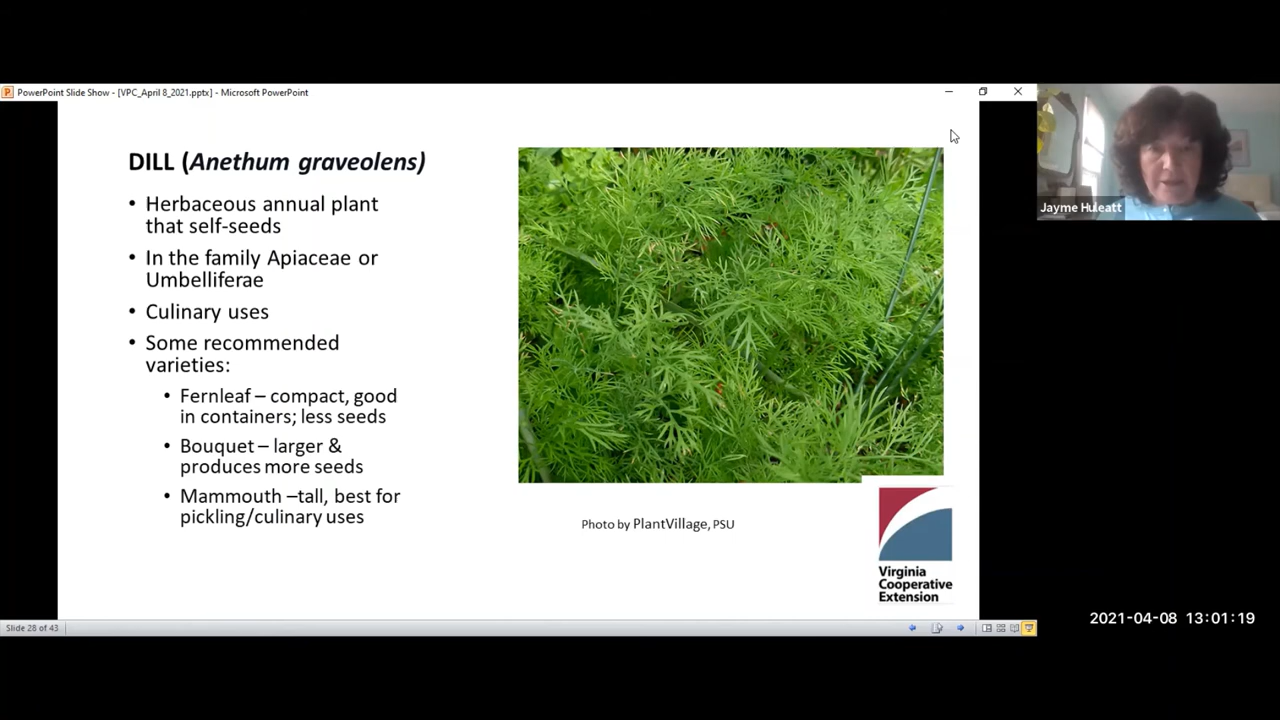 PowerPoint Slide Show - [VPC_April 8_2021.pptx] - Microsoft PowerPoint
DILL (Anethum graveolens)
• Herbaceous annual plant
that self-seeds
• In the family Apiaceae or
Umbelliferae
• Culinary uses
• Some recommended
varieties:
• Fernleaf – compact, good
in containers; less seeds
• Bouquet – larger &
produces more seeds
• Mammouth –tall, best for
pickling/culinary uses
Photo by PlantVillage, PSU
Virginia
Cooperative
Extension
Jayme Huleatt
2021-04-08 13:01:19
Slide 28 of 43